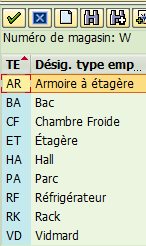 Numéro de magasin: W
TE Désig. type emp
AR Armoire à étagère
BA Bac
CF Chambre Froide
ET Étagère
HA Hall
PA Parc
RF Réfrigérateur
RK Rack
VD Vidmard